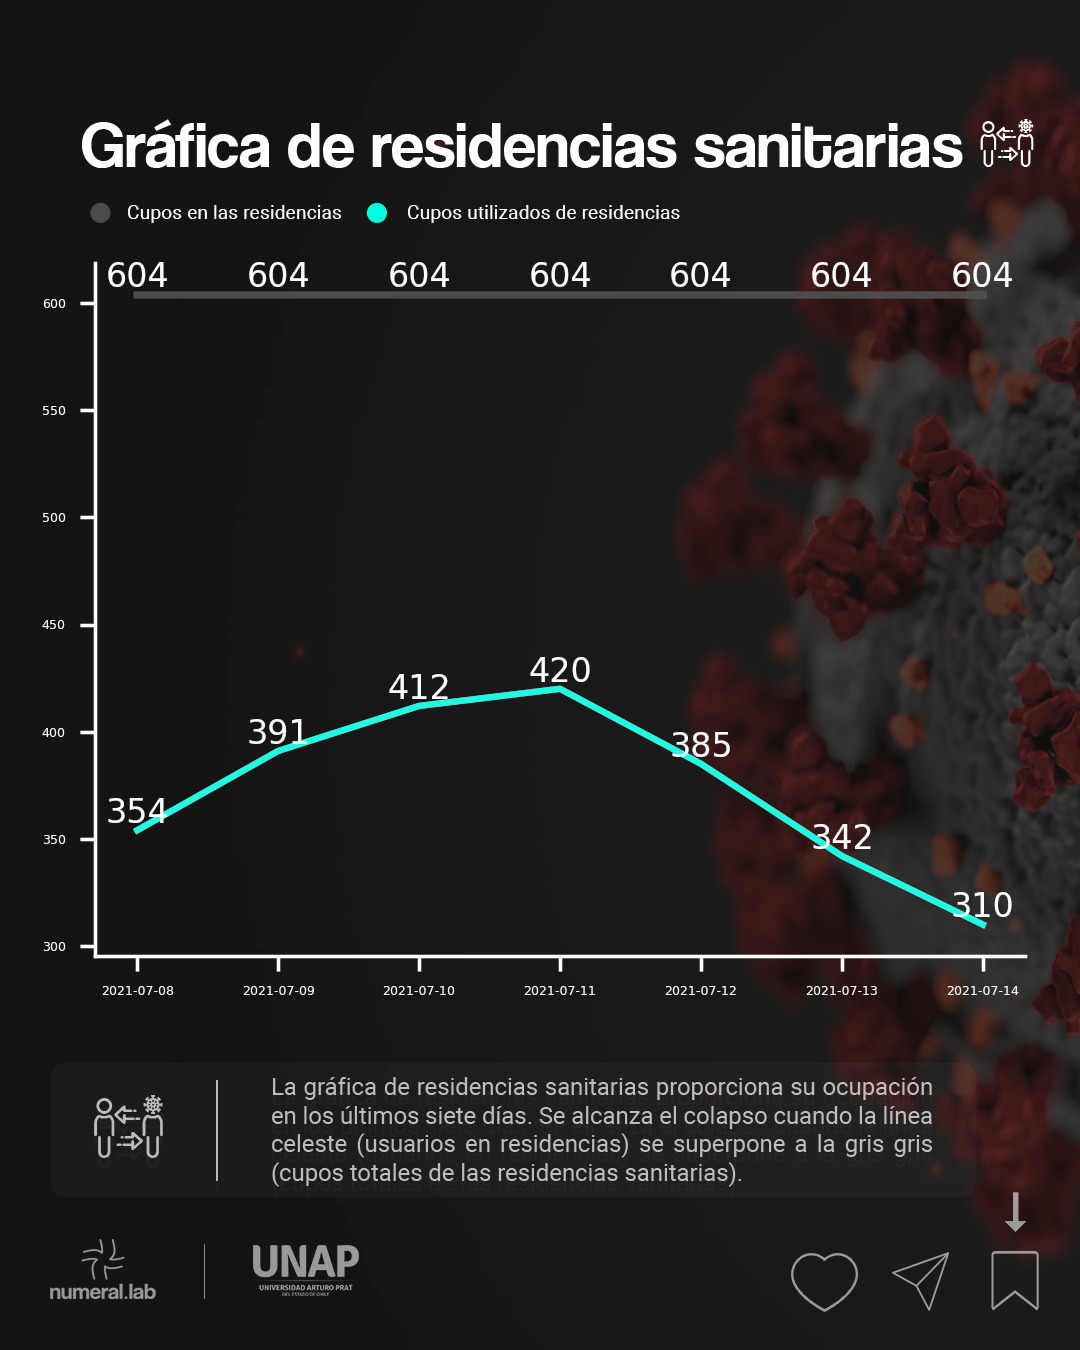 Gráfica de residencias sanitarias
Cupos en las residencias Cupos utilizados de residencias
604 604 604 604 604 604 604
600
550
500
450
400
350
300
354 391 412 420 385 342 310
2021-07-08 2021-07-09 2021-07-10 2021-07-11 2021-07-12 2021-07-13 2021-07-14
La gráfica de residencias sanitarias proporciona su ocupación
en los últimos siete días. Se alcanza el colapso cuando la línea
celeste (usuarios en residencias) se superpone a la gris gris
(cupos totales de las residencias sanitarias).
numeral.lab
UNAP
UNIVERSIDAD ARTURO PRAT
DEL ESTADO DE CHILE